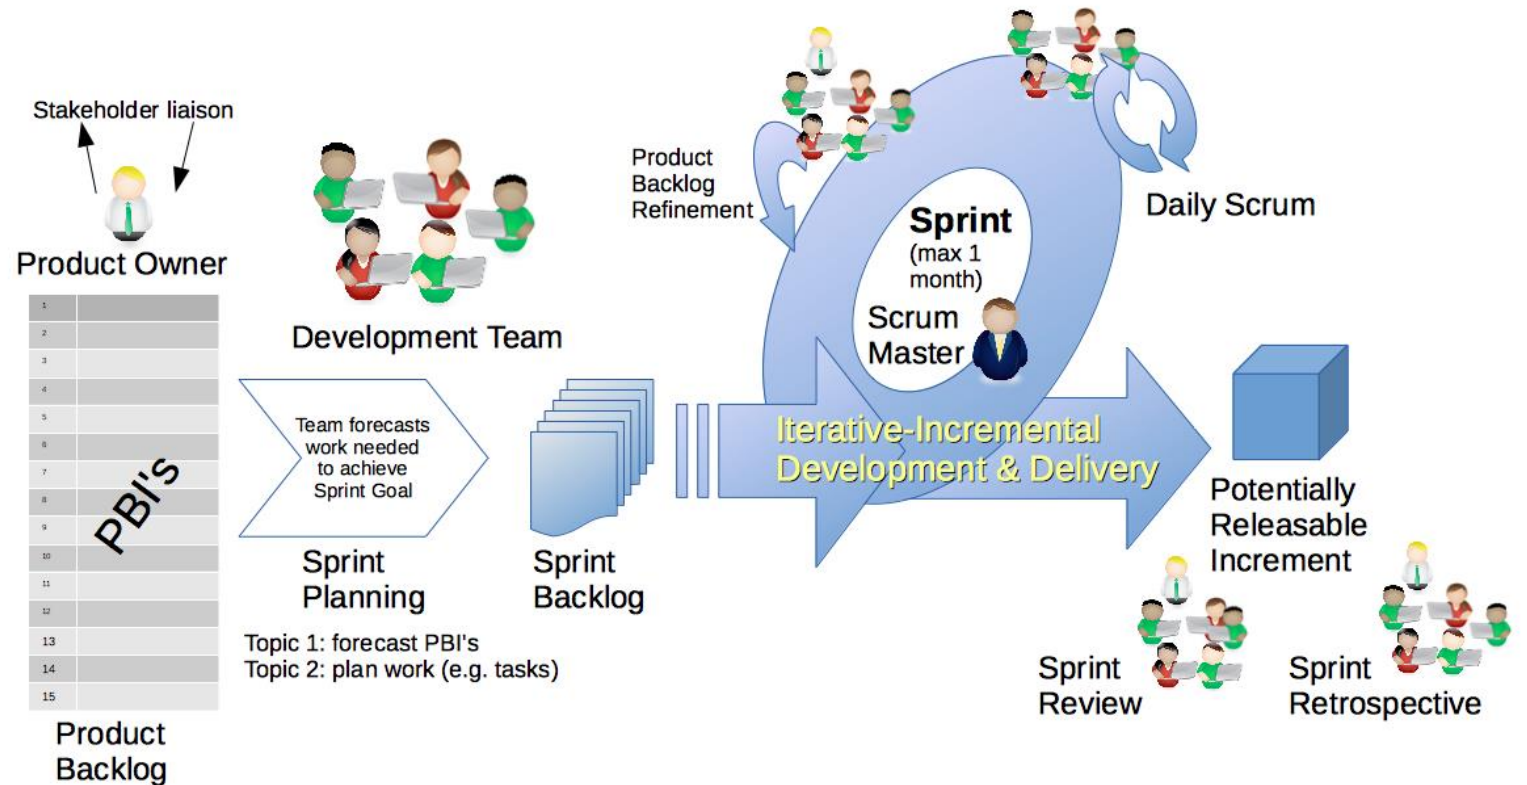 Stakeholder liaison
Product Owner
1
2
3
4
5
6
7
8
9
10
11
12
13
14
15
PBI's
Product
Backlog
Development Team
Team forecasts
work needed
to achieve
Sprint Goal
Sprint
Planning
Topic 1: forecast PBI's
Topic 2: plan work (e.g. tasks)
Sprint
Backlog
Product
Backlog
Refinement
Sprint
(max 1
month)
Scrum
Master
Daily Scrum
Iterative-Incremental
Development & Delivery
Potentially
Releasable
Increment
Sprint
Review
Sprint
Retrospective